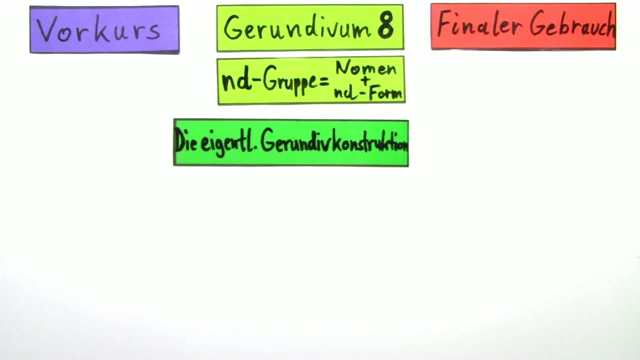 Vorkurs
Gerundivum 8
Finaler Gebrauch
nd-Gruppe = Nomen
+
nd-Form
Die eigentl. Gerundivkonstruktion